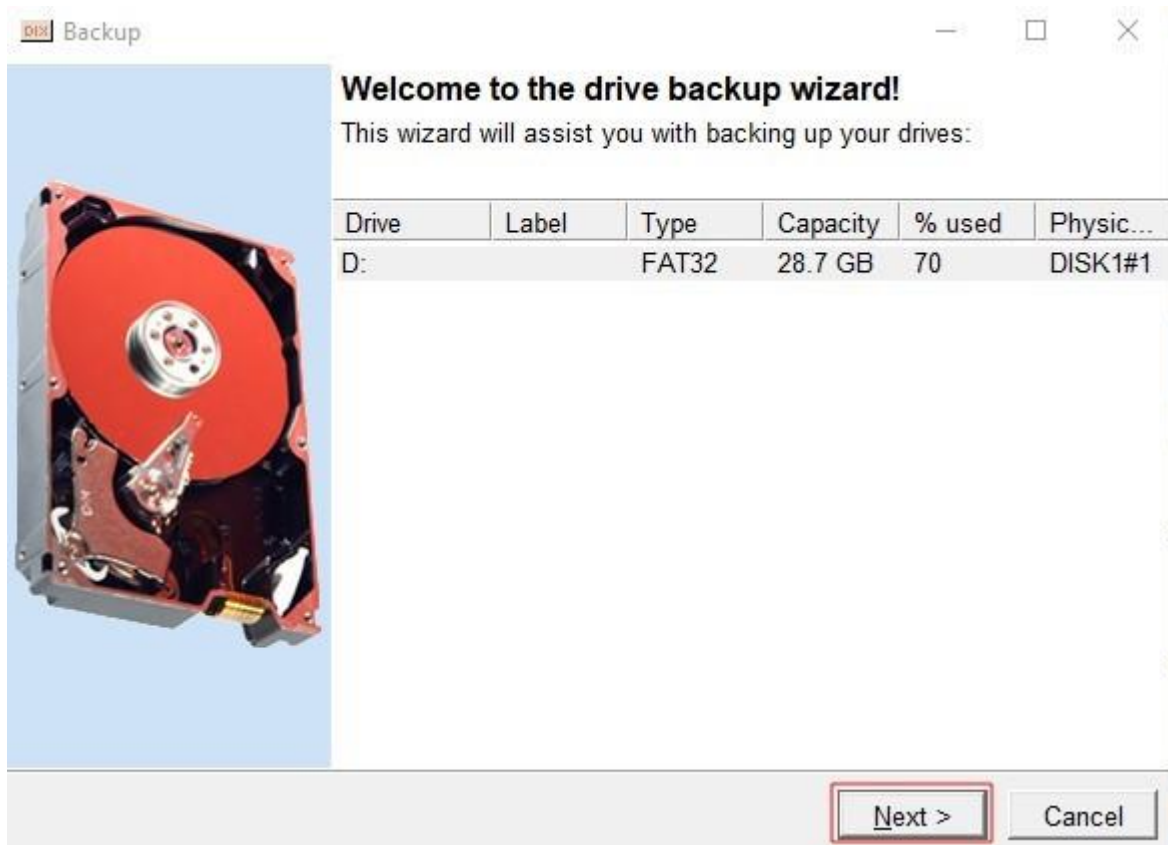 DIX Backup
Welcome to the drive backup wizard!
This wizard will assist you with backing up your drives:
Drive Label Type Capacity % used Physic...
D: FAT32 28.7 GB 70 DISK1#1
Next > Cancel